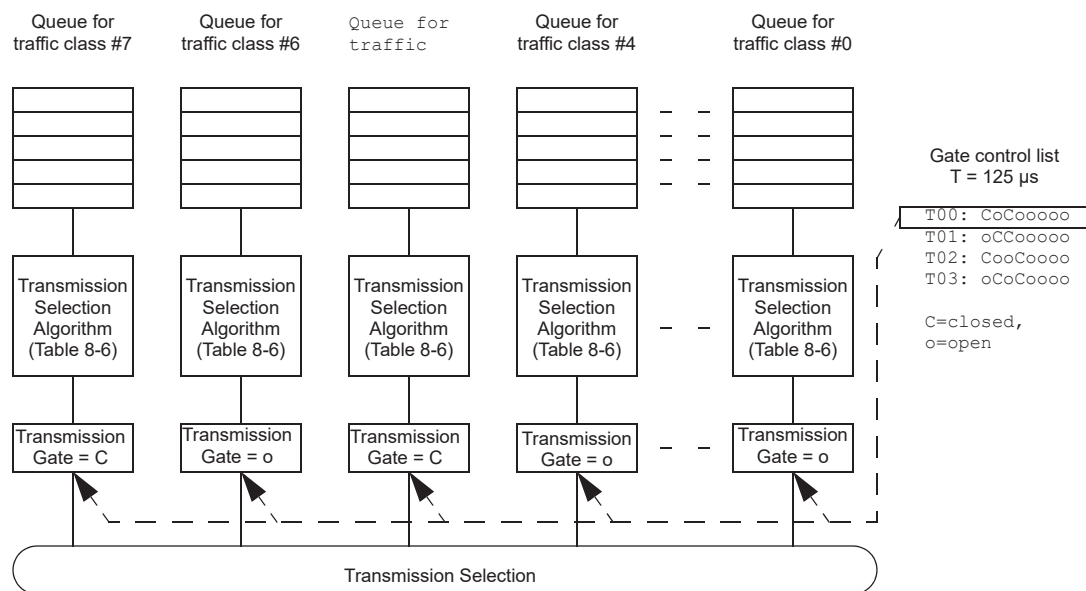 Queue for
traffic class #7
Queue for
traffic class #6
Queue for
traffic
Queue for
traffic class #4
Queue for
traffic class #0
Gate control list
T = 125 µs
T00: CoCooooo
T01: oCCooooo
T02: CooCoooo
T03: oCoCoooo
C=closed,
o=open
Transmission
Selection
Algorithm
(Table 8-6)
Transmission
Selection
Algorithm
(Table 8-6)
Transmission
Selection
Algorithm
(Table 8-6)
Transmission
Selection
Algorithm
(Table 8-6)
Transmission
Selection
Algorithm
(Table 8-6)
Transmission
Gate = C
Transmission
Gate = o
Transmission
Gate = C
Transmission
Gate = o
Transmission
Gate = o
Transmission Selection